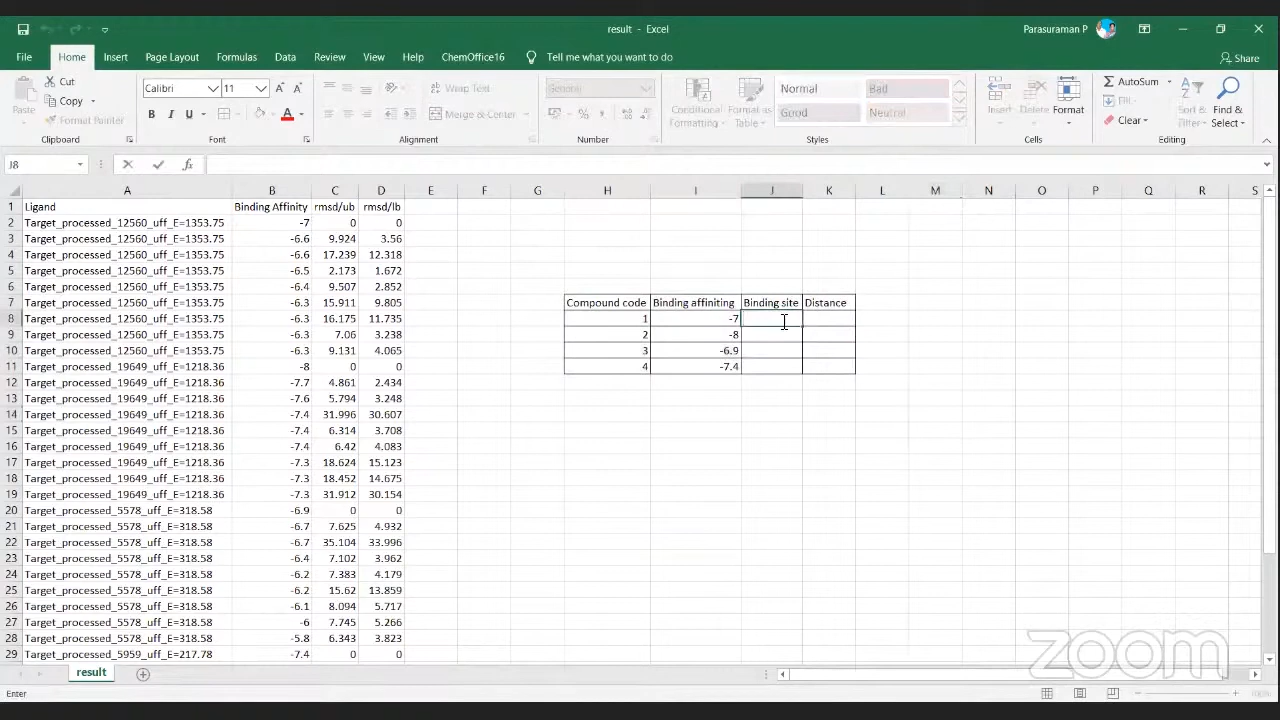 result - Excel
Parasuraman P
File Home Insert Page Layout Formulas Data Review View Help ChemOffice16 Tell me what you want to do Share
Paste
Cut
Copy
Format Painter
Clipboard
Calibri 11
B I U A
Font
Wrap Text
Merge & Center
Alignment
General
% ,
Number
Conditional Formatting
Format as Table
Normal Bad
Good Neutral
Styles
Insert Delete Format
Cells
AutoSum
Fill
Clear
Sort & Filter
Find & Select
Editing
J8 fx
A B C D E F G H I J K L M N O P Q R S
1 Ligand Binding Affinity rmsd/ub rmsd/lb
2 Target_processed_12560_uff_E=1353.75 -7 0 0
3 Target_processed_12560_uff_E=1353.75 -6.6 9.924 3.56
4 Target_processed_12560_uff_E=1353.75 -6.6 17.239 12.318
5 Target_processed_12560_uff_E=1353.75 -6.5 2.173 1.672
6 Target_processed_12560_uff_E=1353.75 -6.4 9.507 2.852
7 Target_processed_12560_uff_E=1353.75 -6.3 15.911 9.805 Compound code Binding affiniting Binding site Distance
8 Target_processed_12560_uff_E=1353.75 -6.3 16.175 11.735 1 -7
9 Target_processed_12560_uff_E=1353.75 -6.3 7.06 3.238 2 -8
10 Target_processed_12560_uff_E=1353.75 -6.3 9.131 4.065 3 -6.9
11 Target_processed_19649_uff_E=1218.36 -8 0 0 4 -7.4
12 Target_processed_19649_uff_E=1218.36 -7.7 4.861 2.434
13 Target_processed_19649_uff_E=1218.36 -7.6 5.794 3.248
14 Target_processed_19649_uff_E=1218.36 -7.4 31.996 30.607
15 Target_processed_19649_uff_E=1218.36 -7.4 6.314 3.708
16 Target_processed_19649_uff_E=1218.36 -7.4 6.42 4.083
17 Target_processed_19649_uff_E=1218.36 -7.3 18.624 15.123
18 Target_processed_19649_uff_E=1218.36 -7.3 18.452 14.675
19 Target_processed_19649_uff_E=1218.36 -7.3 31.912 30.154
20 Target_processed_5578_uff_E=318.58 -6.9 0 0
21 Target_processed_5578_uff_E=318.58 -6.7 7.625 4.932
22 Target_processed_5578_uff_E=318.58 -6.7 35.104 33.996
23 Target_processed_5578_uff_E=318.58 -6.4 7.102 3.962
24 Target_processed_5578_uff_E=318.58 -6.2 7.383 4.179
25 Target_processed_5578_uff_E=318.58 -6.2 15.62 13.859
26 Target_processed_5578_uff_E=318.58 -6.1 8.094 5.717
27 Target_processed_5578_uff_E=318.58 -6 7.745 5.266
28 Target_processed_5578_uff_E=318.58 -5.8 6.343 3.823
29 Target_processed_5959_uff_E=217.78 -7.4 0 0
zoom
result
Enter